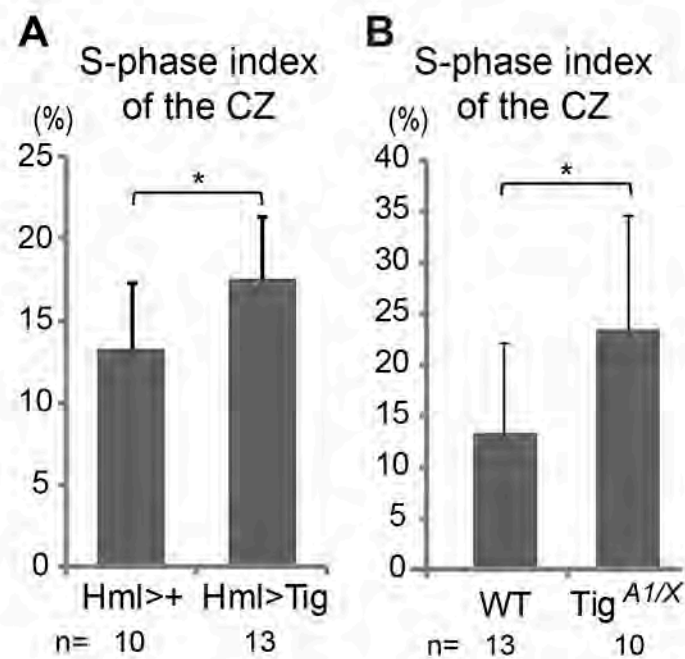 A
S-phase index
of the CZ
(%)
25
20
15
10
5
0
*
Hml>+ Hml>Tig
n= 10 13
B
S-phase index
of the CZ
(%)
40
35
30
25
20
15
10
5
0
*
WT Tig A1/X
n= 13 10